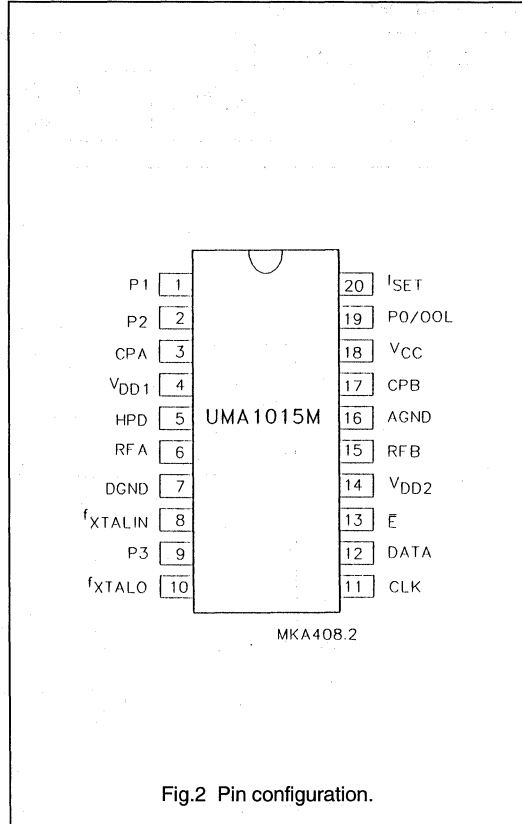 P1 1 20 ISET
P2 2 19 P0/OOL
CPA 3 18 VCC
VDD1 4 17 CPB
HPD 5 UMA1015M 16 AGND
RFA 6 15 RFB
DGND 7 14 VDD2
fXTALIN 8 13 Ē
P3 9 12 DATA
fXTALO 10 11 CLK
MKA408.2
Fig.2 Pin configuration.